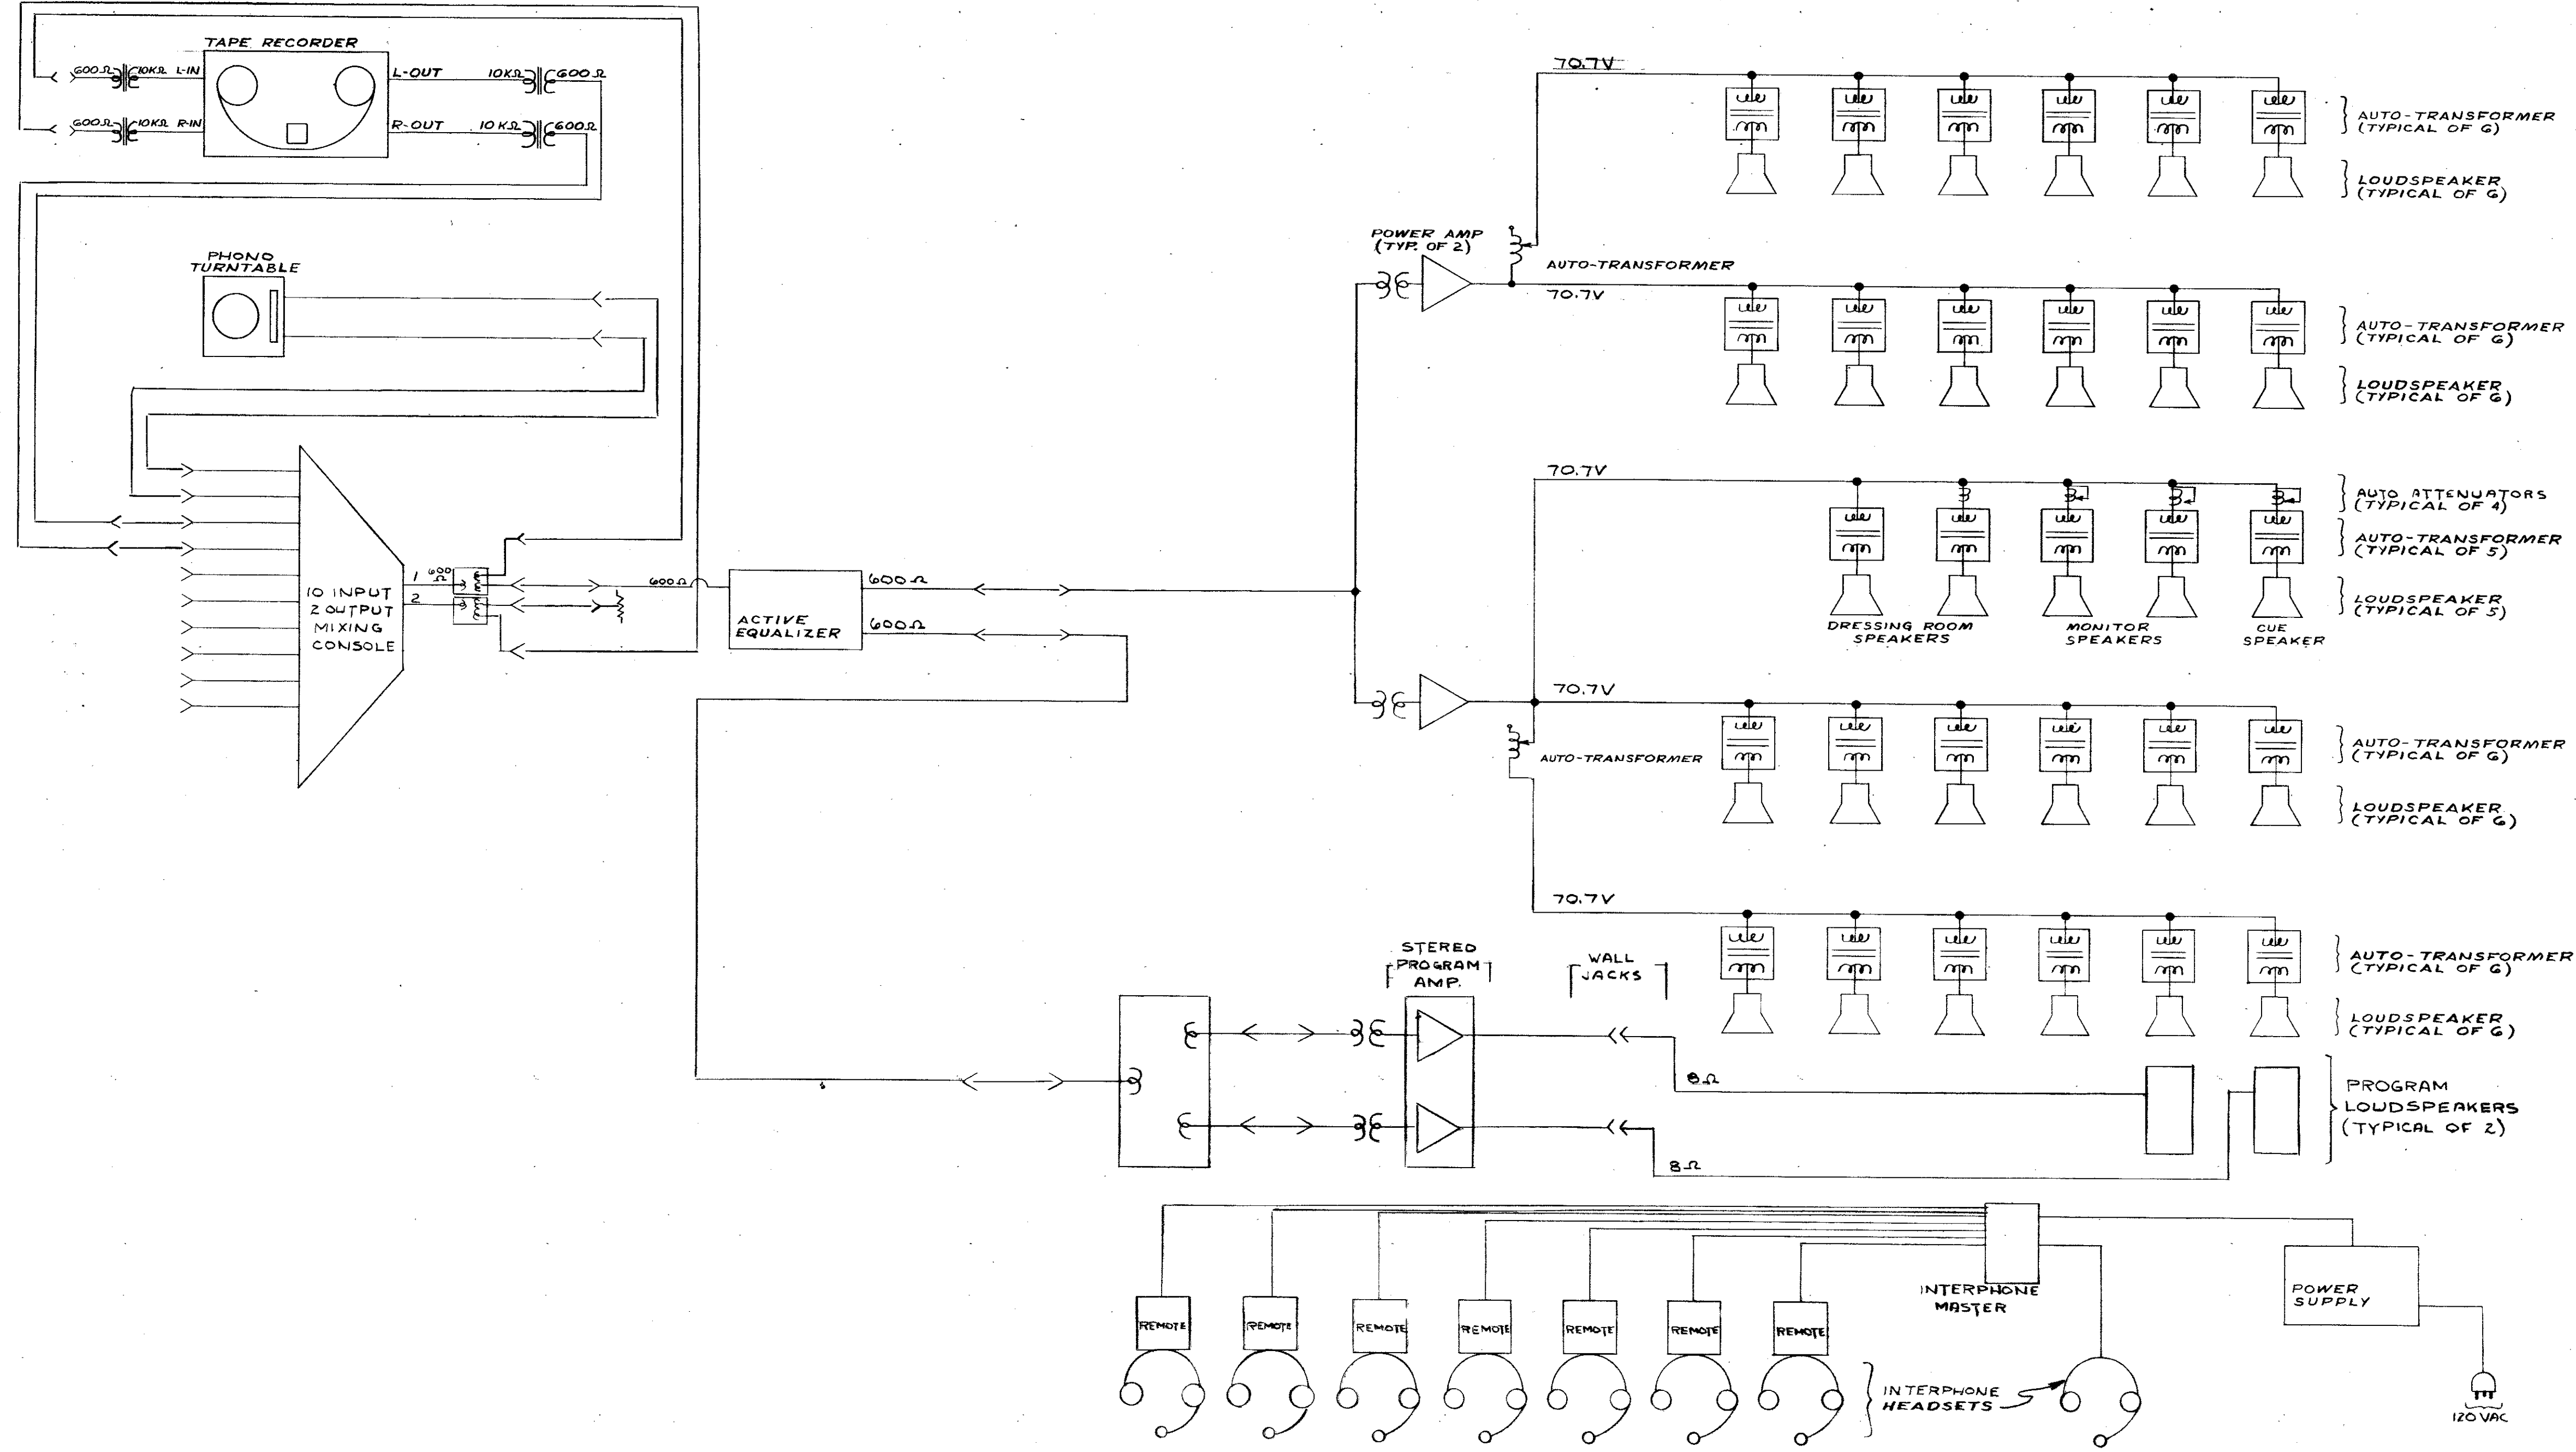 TAPE RECORDER
600Ω 10KΩ L-IN
L-OUT 10KΩ 600Ω
600Ω 10KΩ R-IN
R-OUT 10KΩ 600Ω
PHONO
TURNTABLE
10 INPUT
2 OUTPUT
MIXING
CONSOLE
1 600
Ω
2
600Ω
ACTIVE
EQUALIZER
600Ω
600Ω
POWER AMP
(TYP. OF 2)
70.7V
AUTO-TRANSFORMER
(TYPICAL OF 6)
LOUDSPEAKER
(TYPICAL OF 6)
AUTO-TRANSFORMER
70.7V
AUTO-TRANSFORMER
(TYPICAL OF 6)
LOUDSPEAKER
(TYPICAL OF 6)
70.7V
AUTO ATTENUATORS
(TYPICAL OF 4)
AUTO-TRANSFORMER
(TYPICAL OF 5)
LOUDSPEAKER
(TYPICAL OF 5)
DRESSING ROOM
SPEAKERS
MONITOR
SPEAKERS
CUE
SPEAKER
70.7V
AUTO-TRANSFORMER
AUTO-TRANSFORMER
(TYPICAL OF 6)
LOUDSPEAKER
(TYPICAL OF 6)
70.7V
AUTO-TRANSFORMER
(TYPICAL OF 6)
LOUDSPEAKER
(TYPICAL OF 6)
STEREO
PROGRAM
AMP.
WALL
JACKS
8Ω
8Ω
PROGRAM
LOUDSPEAKERS
(TYPICAL OF 2)
INTERPHONE
MASTER
POWER
SUPPLY
REMOTE
REMOTE
REMOTE
REMOTE
REMOTE
REMOTE
REMOTE
INTERPHONE
HEADSETS
120 VAC